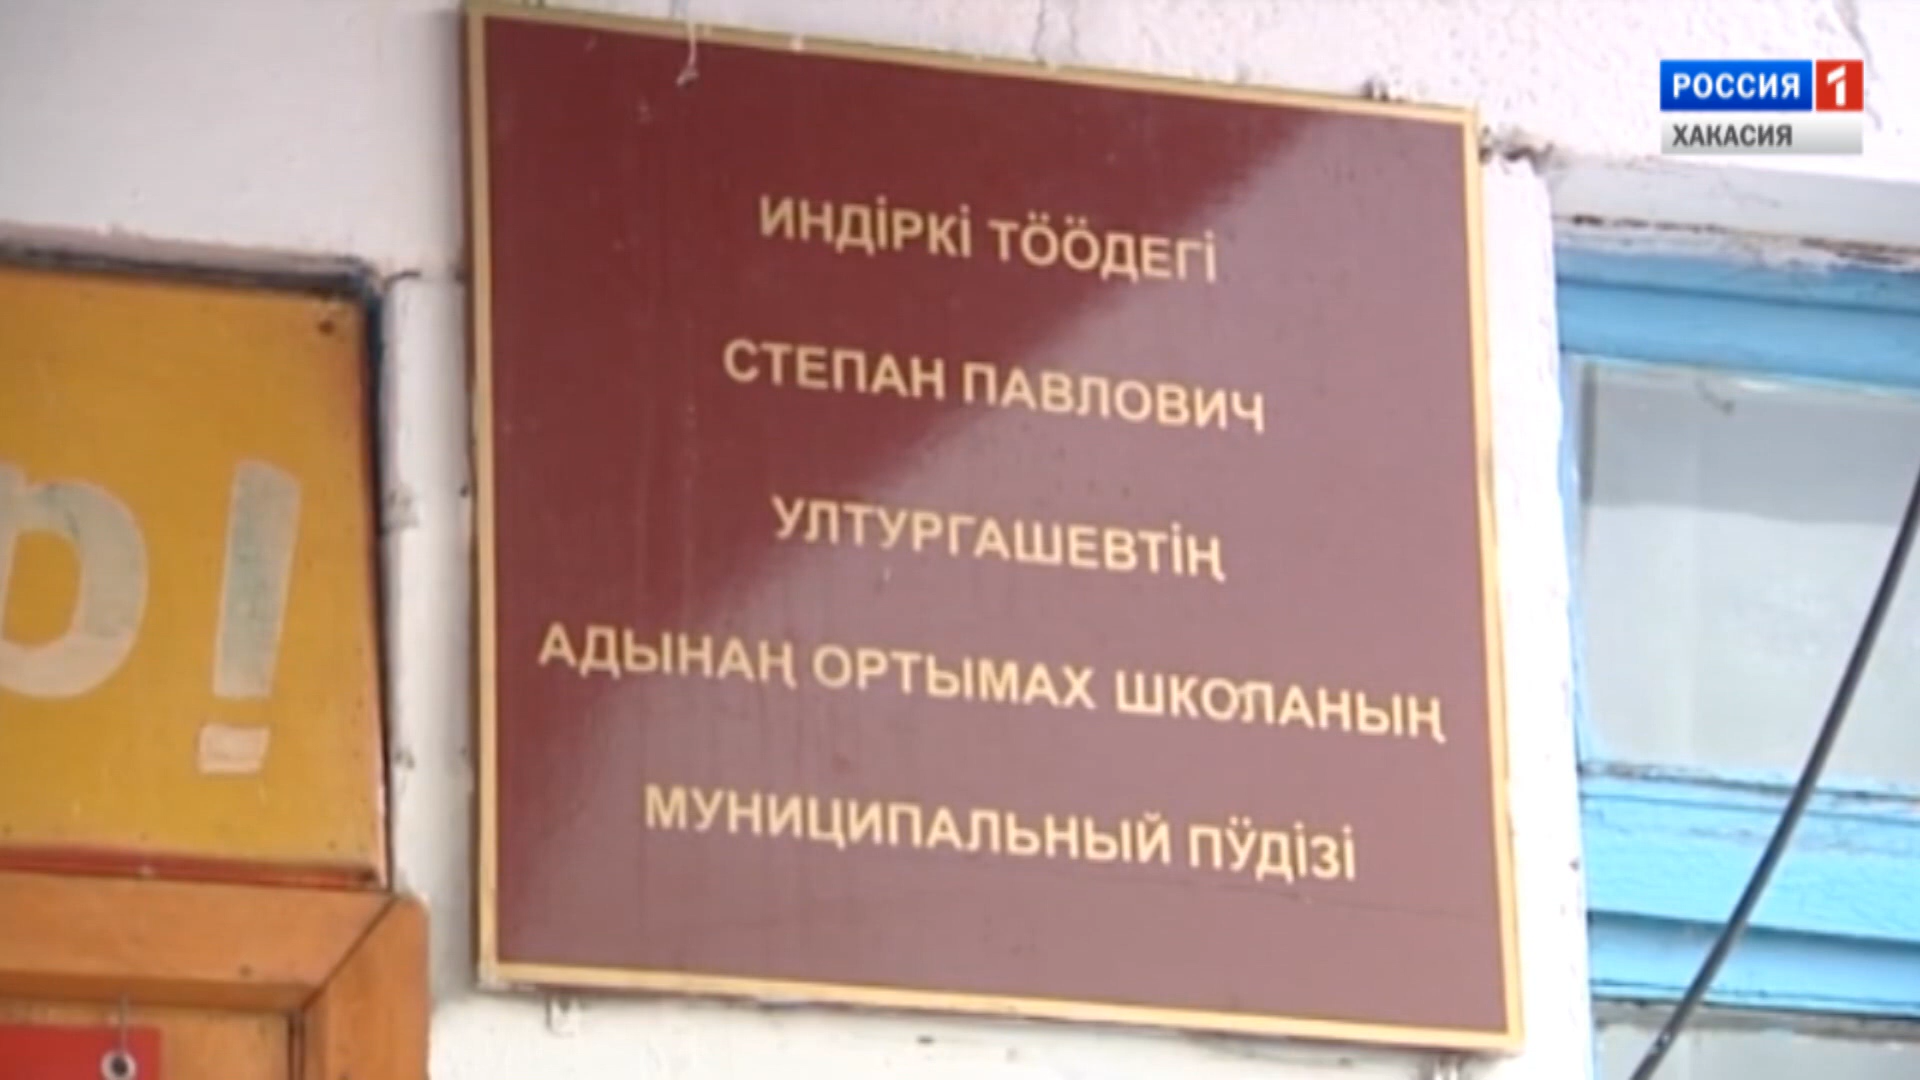 РОССИЯ 1
ХАКАСИЯ
ИНДІРКІ ТӦӦДЕГІ
СТЕПАН ПАВЛОВИЧ
УЛТУРГАШЕВТІҢ
АДЫНАҢ ОРТЫМАХ ШКОЛАНЫҢ
МУНИЦИПАЛЬНЫЙ ПӰДІЗІ
р!